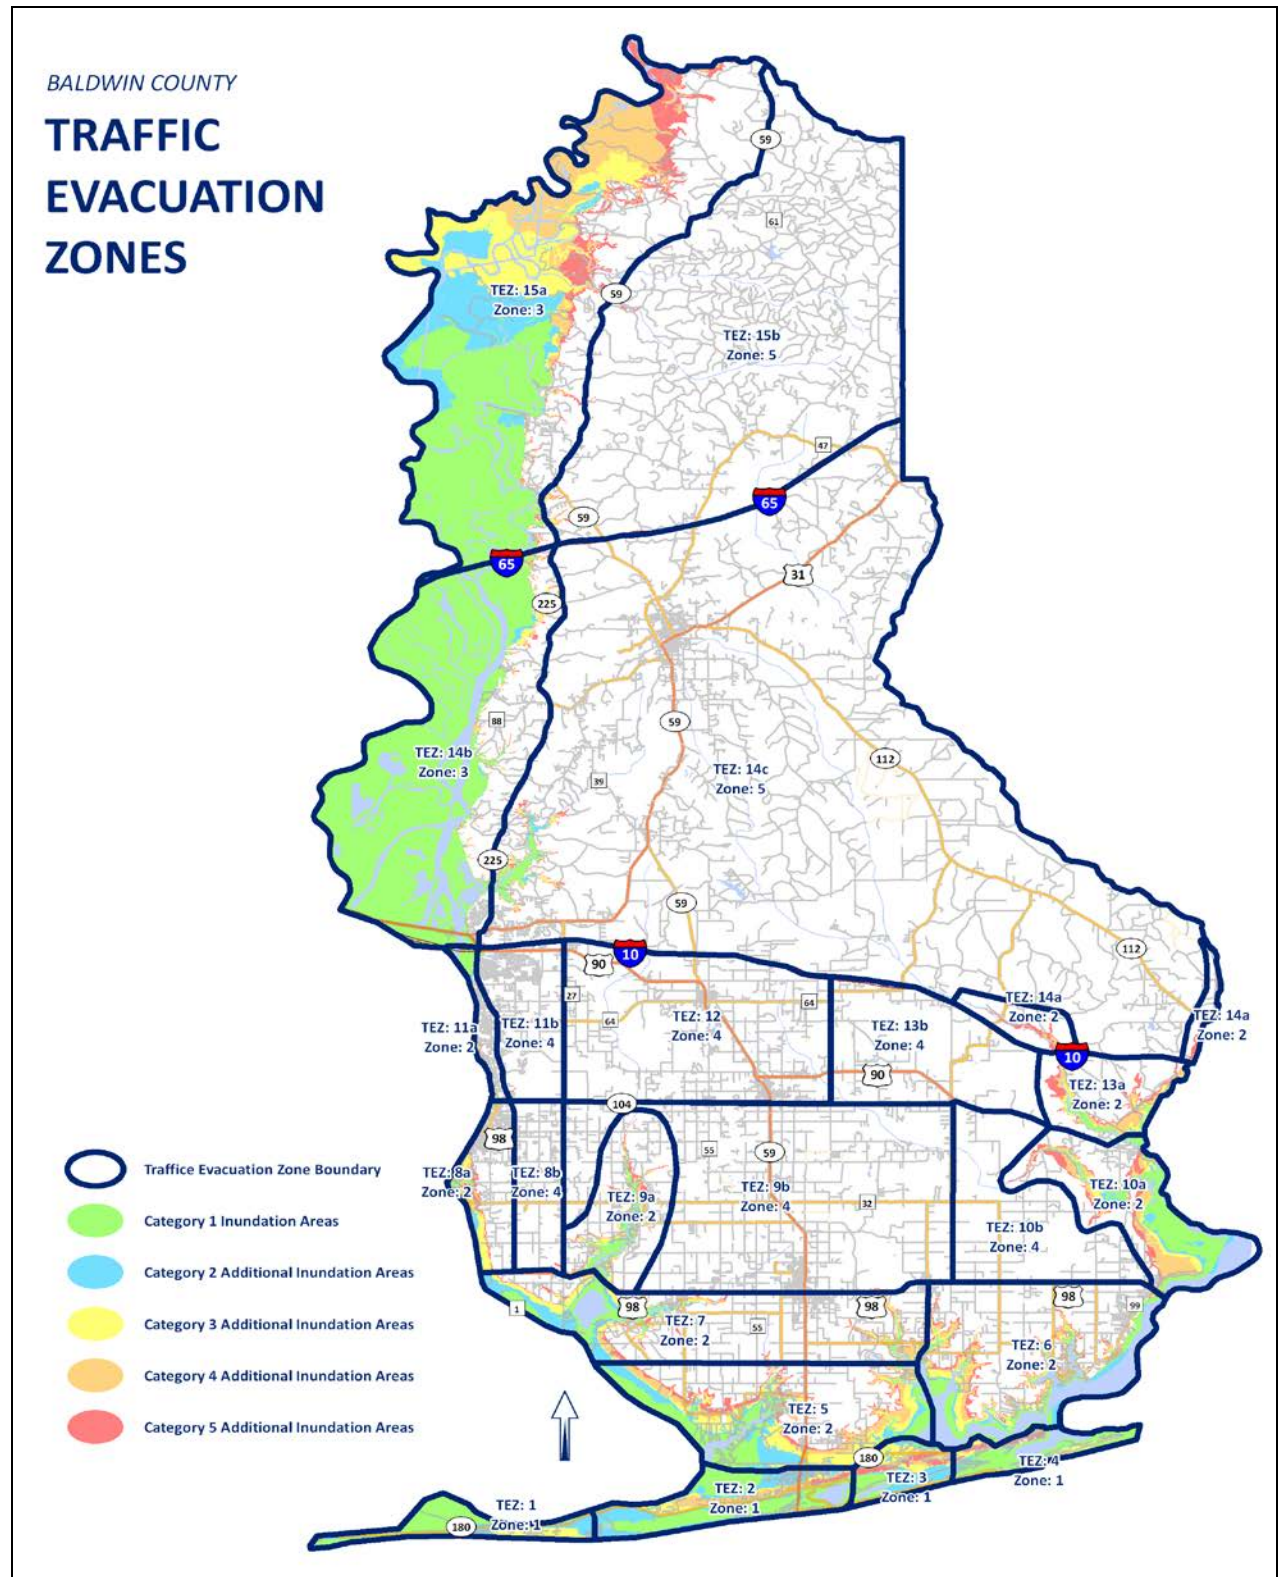 BALDWIN COUNTY
TRAFFIC
EVACUATION
ZONES
59
61
TEZ: 15a
Zone: 3
59
TEZ: 15b
Zone: 5
47
65
59
65
31
225
88
59
TEZ: 14b
Zone: 3
112
TEZ: 14c
Zone: 5
39
225
59
112
10
90
27
64
64
TEZ: 14a
Zone: 2
TEZ: 14a
Zone: 2
TEZ: 11a
Zone: 2
TEZ: 11b
Zone: 4
TEZ: 12
Zone: 4
TEZ: 13b
Zone: 4
10
90
TEZ: 13a
Zone: 2
104
98
55
59
TEZ: 8a
Zone: 2
TEZ: 8b
Zone: 4
TEZ: 9a
Zone: 2
TEZ: 9b
Zone: 4
32
TEZ: 10a
Zone: 2
TEZ: 10b
Zone: 4
Traffice Evacuation Zone Boundary
Category 1 Inundation Areas
Category 2 Additional Inundation Areas
Category 3 Additional Inundation Areas
Category 4 Additional Inundation Areas
Category 5 Additional Inundation Areas
1
98
98
98
99
TEZ: 7
Zone: 2
55
TEZ: 6
Zone: 2
TEZ: 5
Zone: 2
180
TEZ: 4
Zone: 1
TEZ: 3
Zone: 1
TEZ: 2
Zone: 1
TEZ: 1
Zone: 1
180